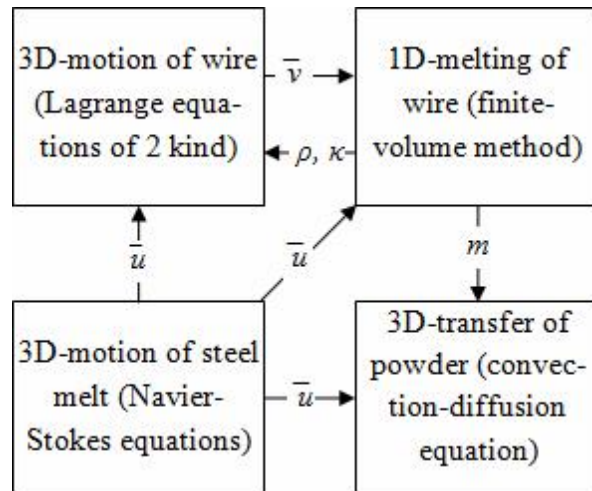 3D-motion of wire
(Lagrange equa-
tions of 2 kind)
v̅
ρ, κ
1D-melting of
wire (finite-
volume method)
u̅
u̅
m
3D-motion of steel
melt (Navier-
Stokes equations)
u̅
3D-transfer of
powder (convec-
tion-diffusion
equation)